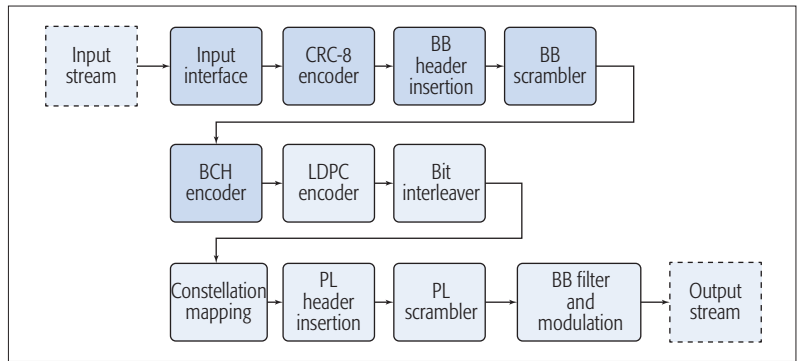 Input
stream
Input
interface
CRC-8
encoder
BB
header
insertion
BB
scrambler
BCH
encoder
LDPC
encoder
Bit
interleaver
Constellation
mapping
PL
header
insertion
PL
scrambler
BB filter
and
modulation
Output
stream